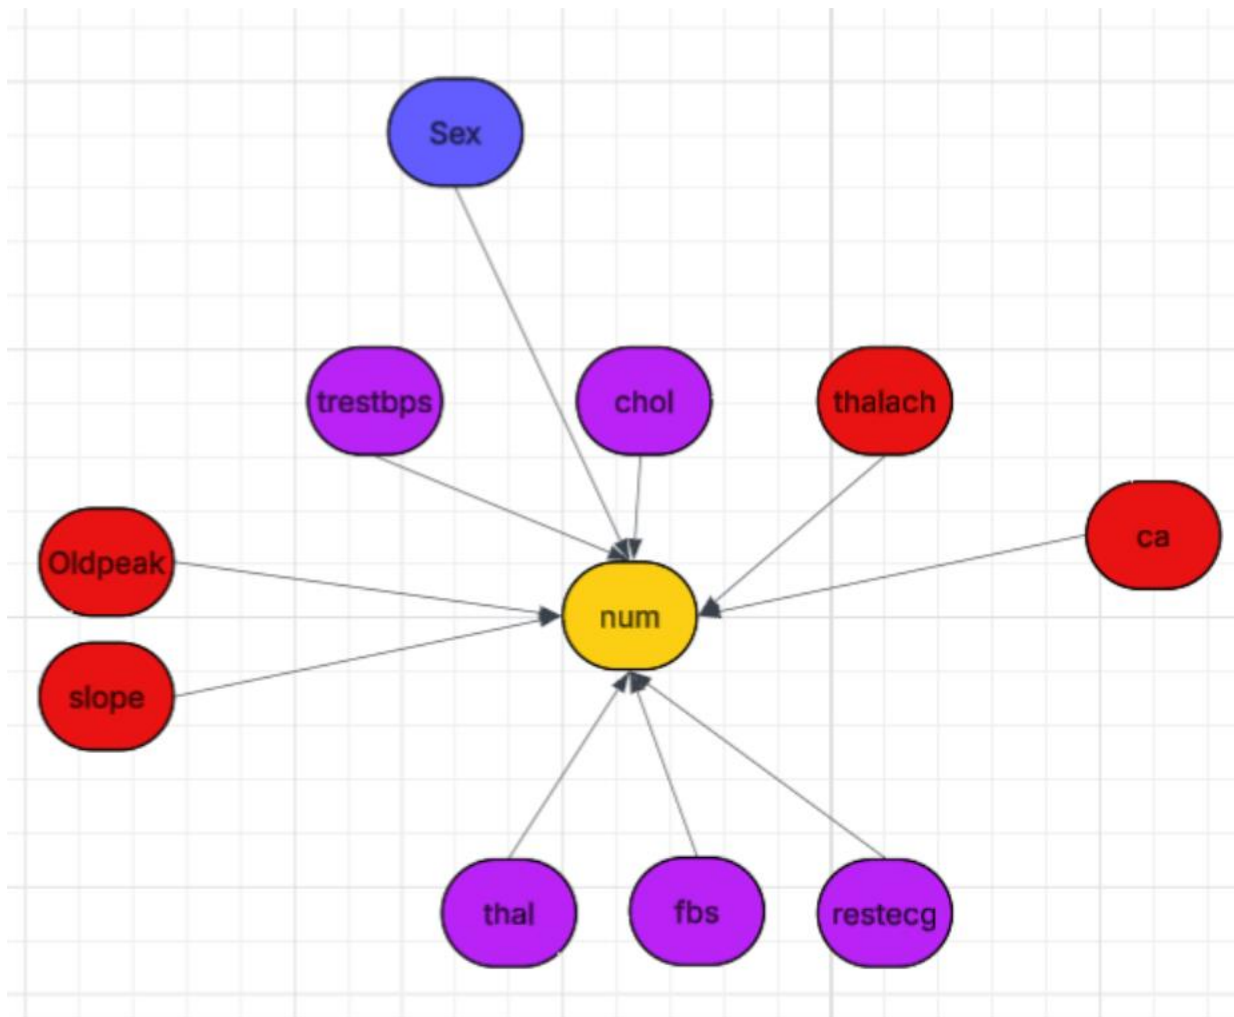 Sex
trestbps
chol
thalach
ca
Oldpeak
num
slope
thal
fbs
restecg